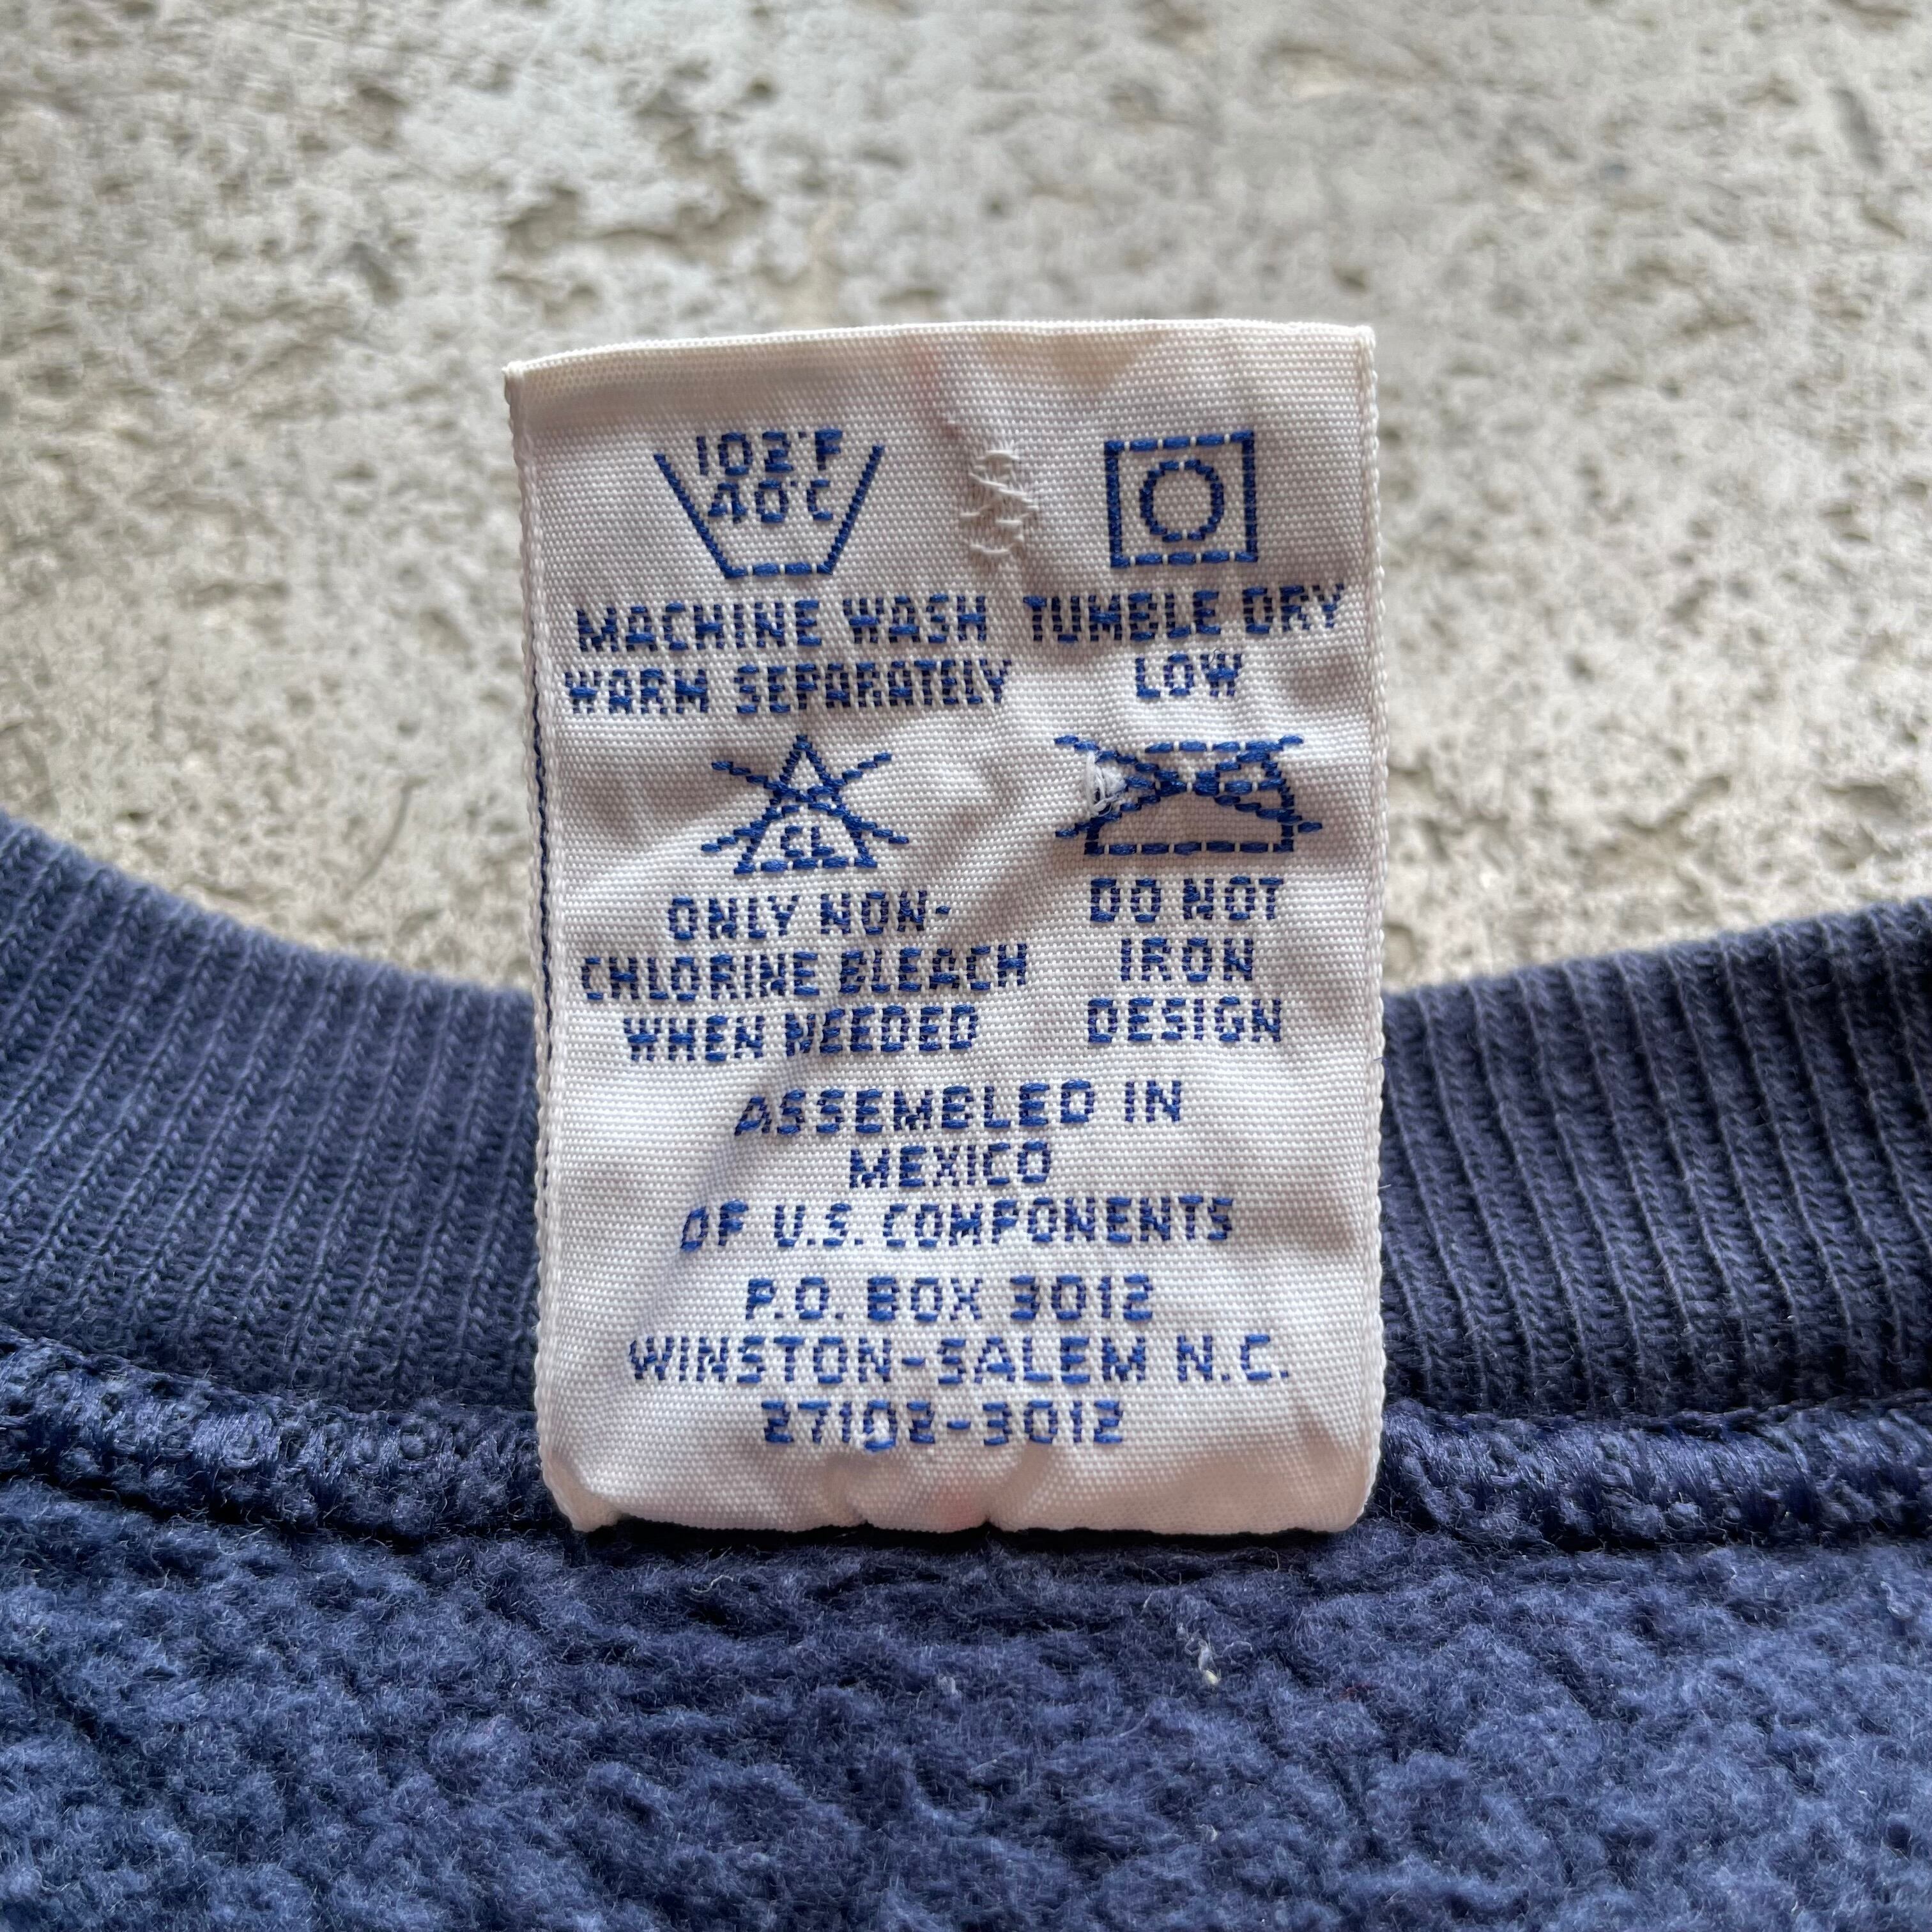 102°F
40°C
MACHINE WASH
WARM SEPARATELY
TUMBLE DRY
LOW
CL
ONLY NON-
CHLORINE BLEACH
WHEN NEEDED
DO NOT
IRON
DESIGN
ASSEMBLED IN
MEXICO
OF U.S. COMPONENTS
P.O. BOX 3012
WINSTON-SALEM N.C.
27102-3012